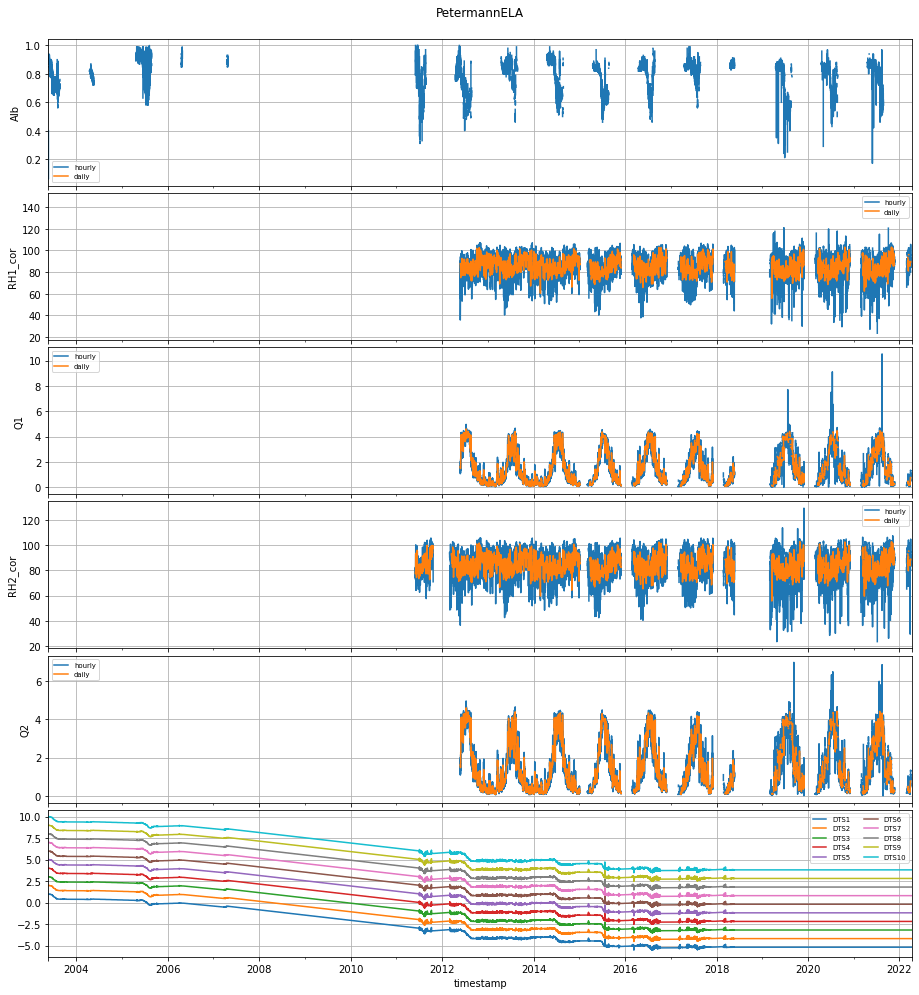 PetermannELA
1.0
0.8
0.6
0.4
0.2
Alb
hourly
daily
140
120
100
80
60
40
20
RH1_cor
hourly
daily
10
8
6
4
2
0
Q1
hourly
daily
120
100
80
60
40
20
RH2_cor
hourly
daily
6
4
2
0
Q2
hourly
daily
10.0
7.5
5.0
2.5
0.0
−2.5
−5.0
DTS1 DTS6
DTS2 DTS7
DTS3 DTS8
DTS4 DTS9
DTS5 DTS10
2004 2006 2008 2010 2012 2014 2016 2018 2020 2022
timestamp